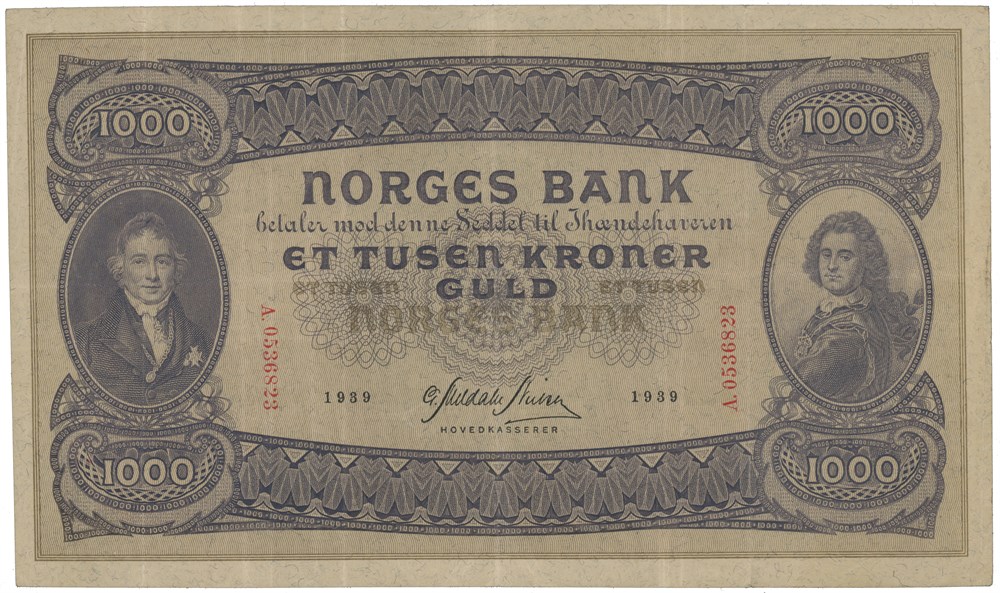 1000 1000
NORGES BANK
betaler mod denne Seddel til Ihændehaveren
ET TUSEN KRONER
ET TUSEN GULD ET TUSEN
NORGES BANK
A. 0536823
A. 0536823
1939 1939
HOVEDKASSERER
1000 1000